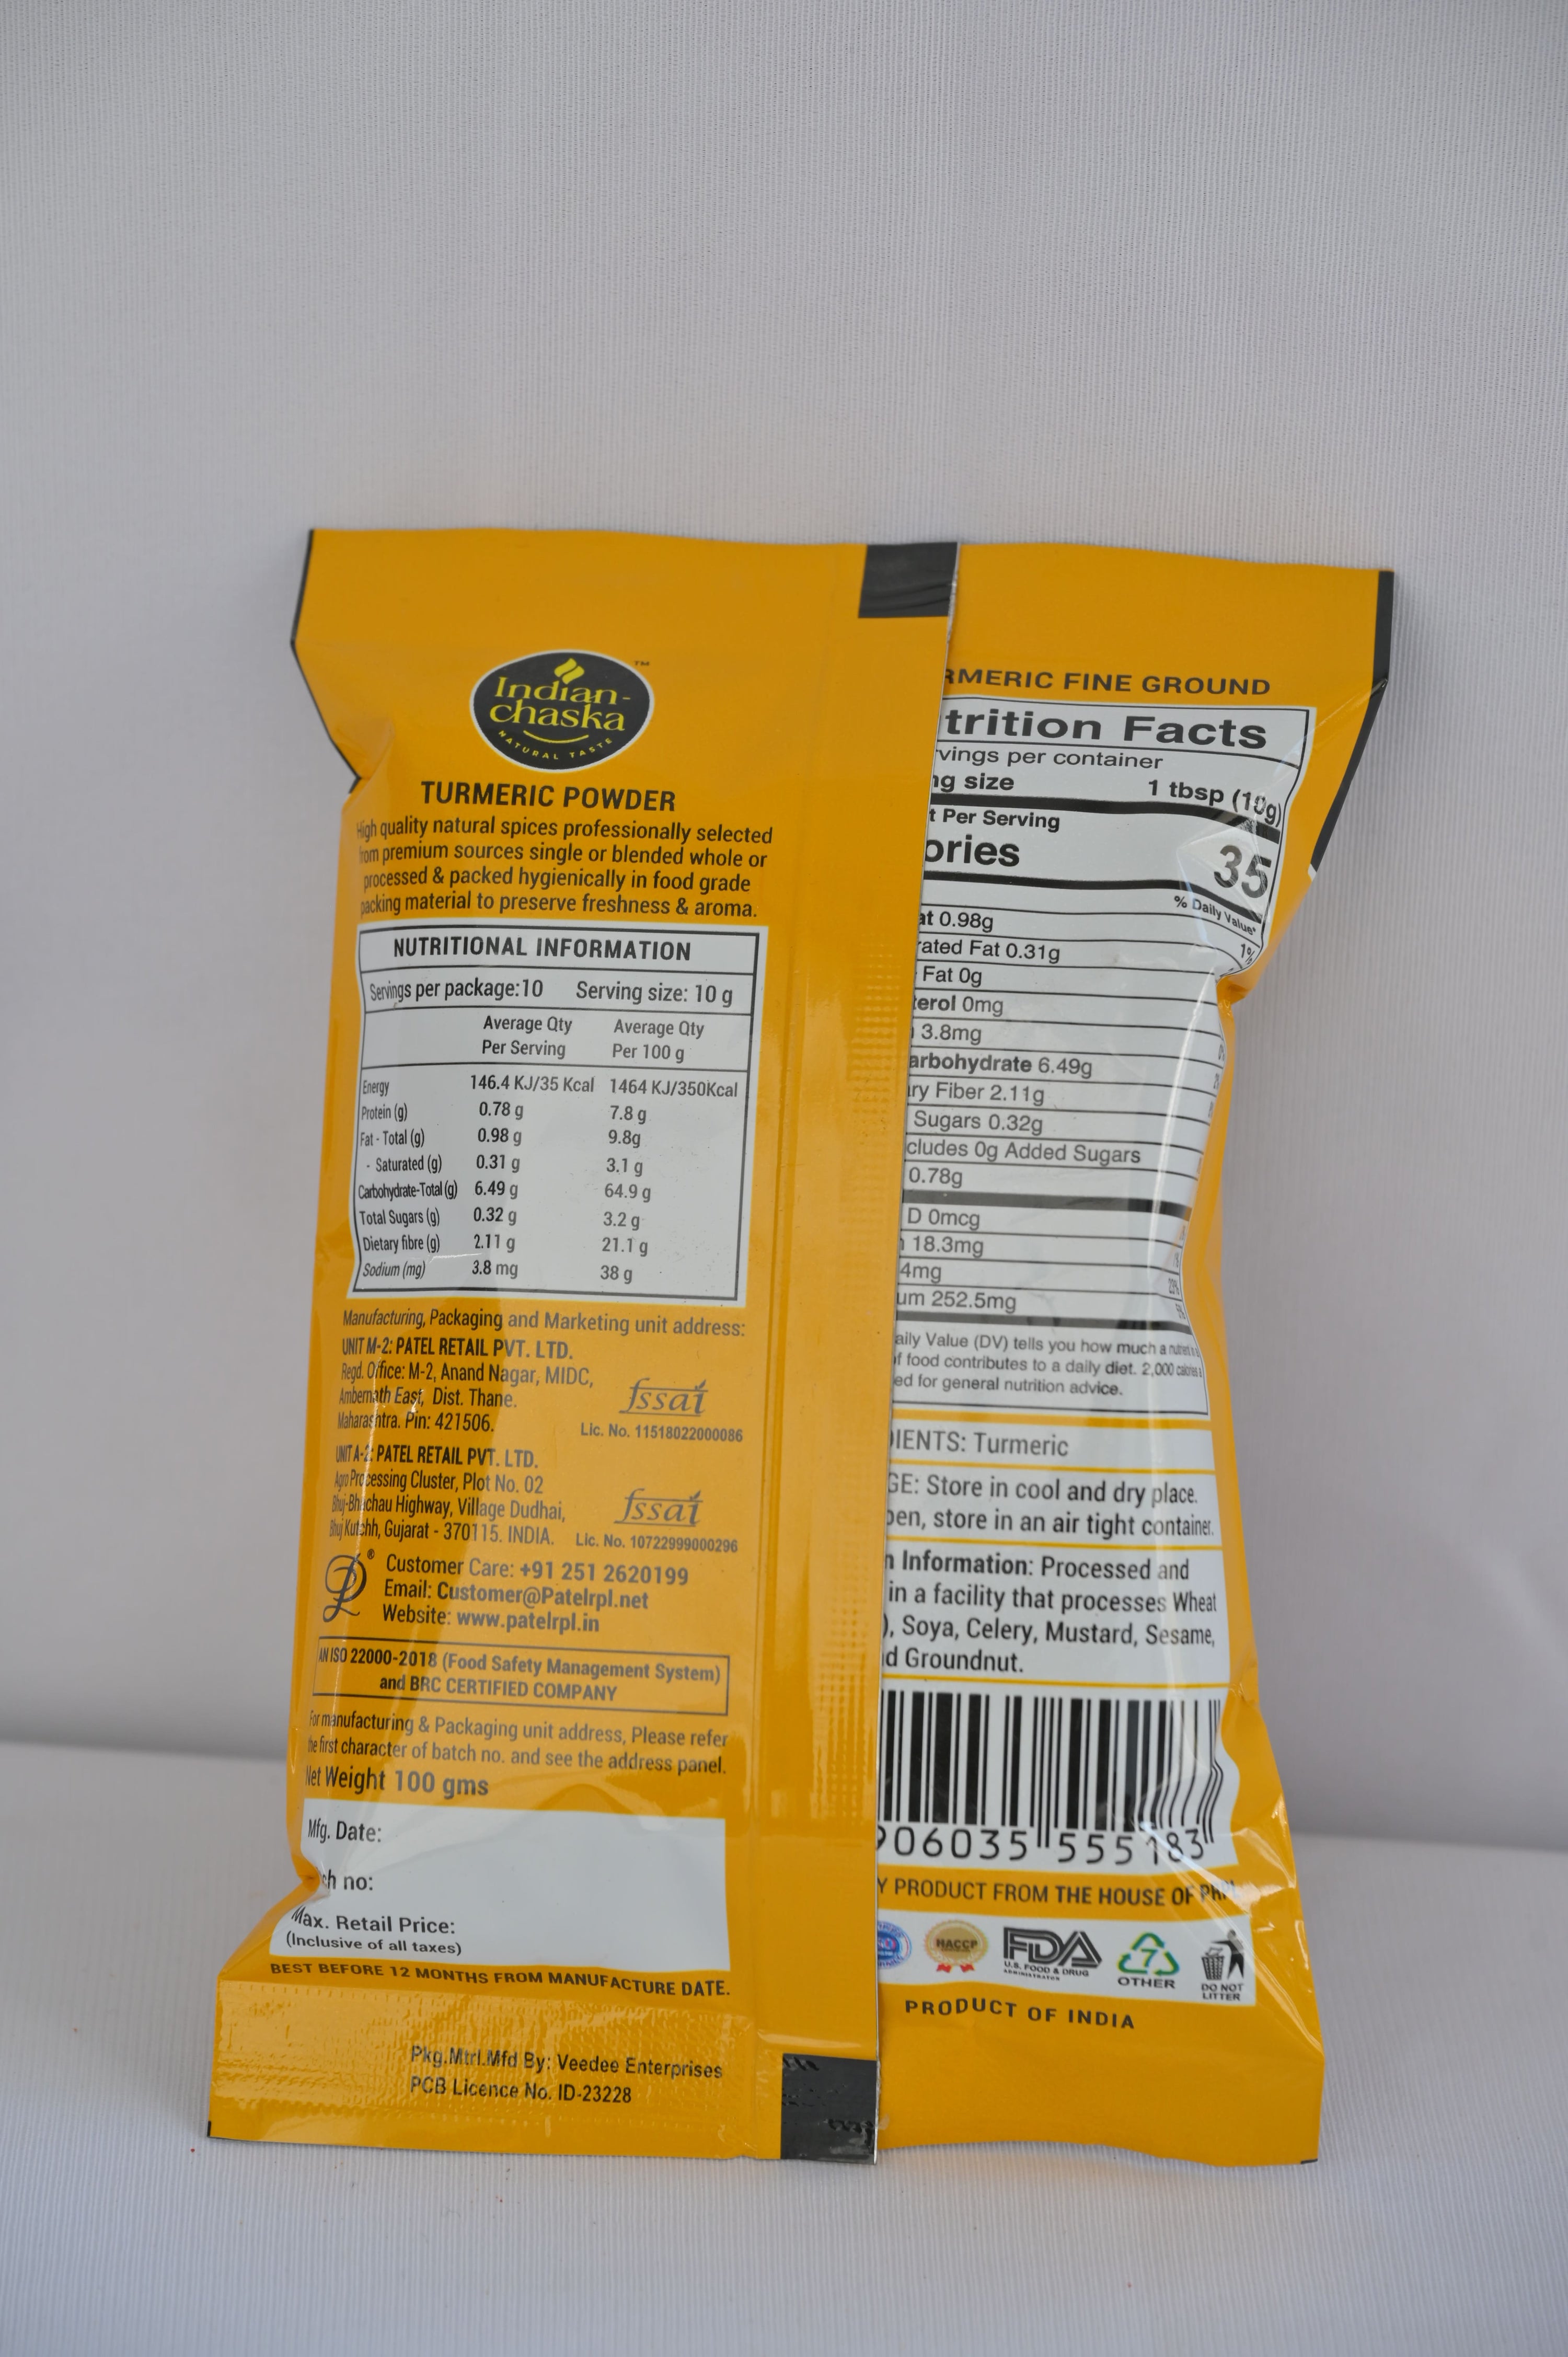 Indian-
chaska
NATURAL TASTE
TM
TURMERIC POWDER
High quality natural spices professionally selected
from premium sources single or blended whole or
processed & packed hygienically in food grade
packing material to preserve freshness & aroma.
NUTRITIONAL INFORMATION
Servings per package:10 Serving size: 10 g
Average Qty Average Qty
Per Serving Per 100 g
Energy 146.4 KJ/35 Kcal 1464 KJ/350Kcal
Protein (g) 0.78 g 7.8 g
Fat - Total (g) 0.98 g 9.8g
- Saturated (g) 0.31 g 3.1 g
Carbohydrate-Total (g) 6.49 g 64.9 g
Total Sugars (g) 0.32 g 3.2 g
Dietary fibre (g) 2.11 g 21.1 g
Sodium (mg) 3.8 mg 38 g
Manufacturing, Packaging and Marketing unit address:
UNIT M-2: PATEL RETAIL PVT. LTD.
Regd. Office: M-2, Anand Nagar, MIDC,
Ambernath East, Dist. Thane.
Maharashtra. Pin: 421506.
fssai
Lic. No. 11518022000086
UNIT A-2: PATEL RETAIL PVT. LTD.
Agro Processing Cluster, Plot No. 02
Bhuj-Bhachau Highway, Village Dudhai,
Bhuj Kutchh, Gujarat - 370115. INDIA.
fssai
Lic. No. 10722999000296
®
Customer Care: +91 251 2620199
Email: Customer@Patelrpl.net
Website: www.patelrpl.in
AN ISO 22000-2018 (Food Safety Management System)
and BRC CERTIFIED COMPANY
For manufacturing & Packaging unit address, Please refer
the first character of batch no. and see the address panel.
Net Weight 100 gms
Mfg. Date:
ch no:
Max. Retail Price:
(Inclusive of all taxes)
BEST BEFORE 12 MONTHS FROM MANUFACTURE DATE.
Pkg.Mtrl.Mfd By: Veedee Enterprises
PCB Licence No. ID-23228
RMERIC FINE GROUND
trition Facts
rvings per container
ng size 1 tbsp (10g)
t Per Serving
ories 35
% Daily Value*
at 0.98g 1%
rated Fat 0.31g
Fat 0g
terol 0mg
3.8mg
arbohydrate 6.49g
ary Fiber 2.11g
Sugars 0.32g
cludes 0g Added Sugars
0.78g
D 0mcg
18.3mg
4mg
um 252.5mg
aily Value (DV) tells you how much a nutrient in a
of food contributes to a daily diet. 2,000 calories a
ed for general nutrition advice.
DIENTS: Turmeric
GE: Store in cool and dry place.
pen, store in an air tight container.
n Information: Processed and
in a facility that processes Wheat
), Soya, Celery, Mustard, Sesame,
d Groundnut.
906035 555183
Y PRODUCT FROM THE HOUSE OF PRPL
HACCP
FDA
U.S. FOOD & DRUG
ADMINISTRATION
7
OTHER
DO NOT
LITTER
PRODUCT OF INDIA